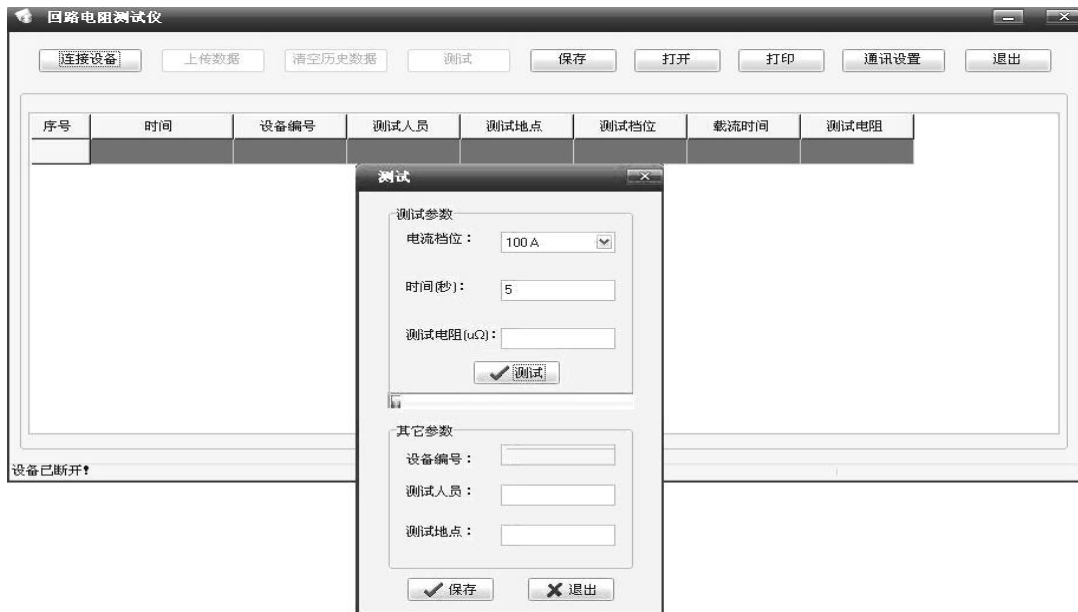 回路电阻测试仪
连接设备 上传数据 清空历史数据 测试 保存 打开 打印 通讯设置 退出
序号 时间 设备编号 测试人员 测试地点 测试档位 载流时间 测试电阻
测试
测试参数
电流档位： 100 A
时间(秒)： 5
测试电阻(uΩ)：
测试
其它参数
设备编号：
设备已断开!
测试人员：
测试地点：
保存 退出